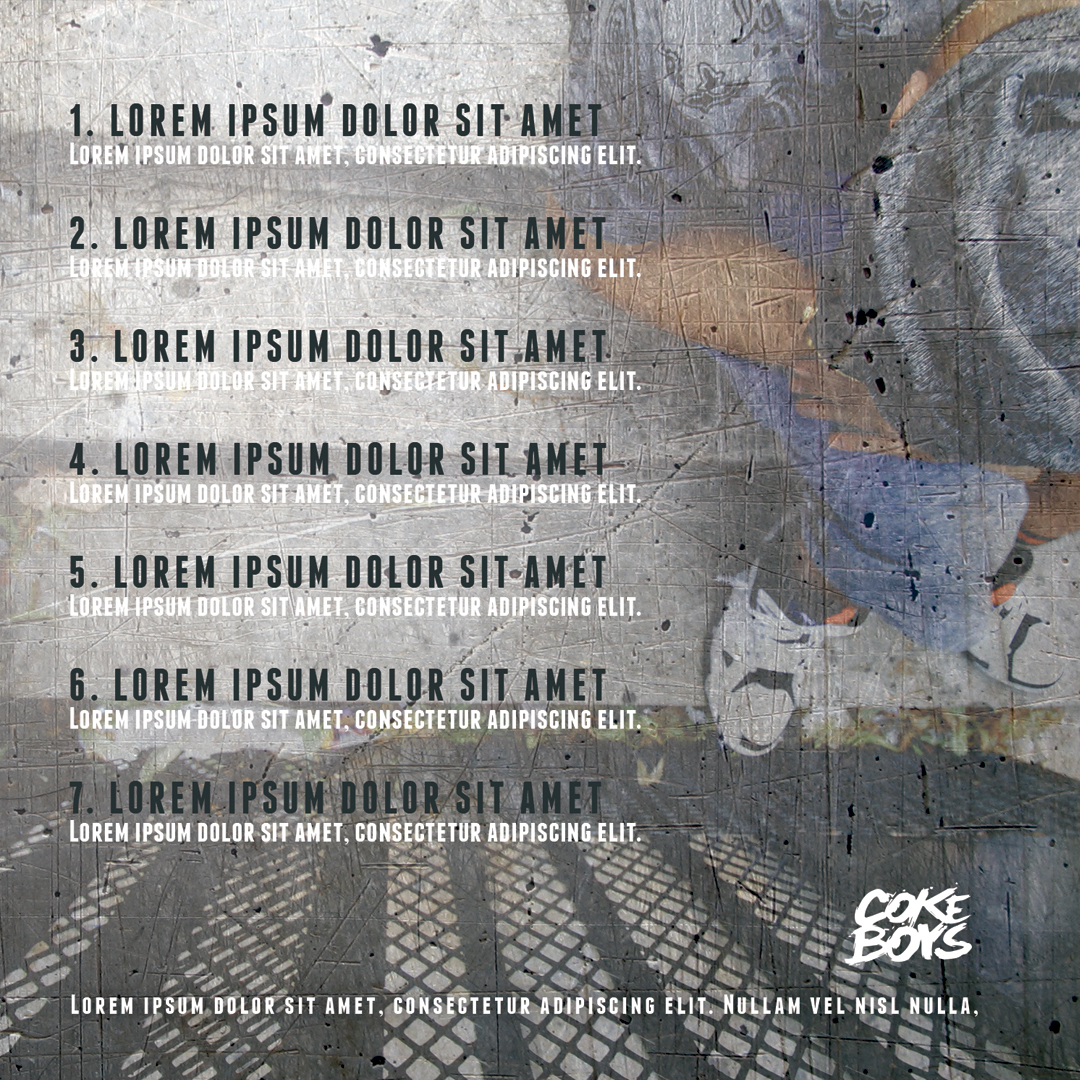 1. LOREM IPSUM DOLOR SIT AMET
LOREM IPSUM DOLOR SIT AMET, CONSECTETUR ADIPISCING ELIT.
2. LOREM IPSUM DOLOR SIT AMET
LOREM IPSUM DOLOR SIT AMET, CONSECTETUR ADIPISCING ELIT.
3. LOREM IPSUM DOLOR SIT AMET
LOREM IPSUM DOLOR SIT AMET, CONSECTETUR ADIPISCING ELIT.
4. LOREM IPSUM DOLOR SIT AMET
LOREM IPSUM DOLOR SIT AMET, CONSECTETUR ADIPISCING ELIT.
5. LOREM IPSUM DOLOR SIT AMET
LOREM IPSUM DOLOR SIT AMET, CONSECTETUR ADIPISCING ELIT.
6. LOREM IPSUM DOLOR SIT AMET
LOREM IPSUM DOLOR SIT AMET, CONSECTETUR ADIPISCING ELIT.
7. LOREM IPSUM DOLOR SIT AMET
LOREM IPSUM DOLOR SIT AMET, CONSECTETUR ADIPISCING ELIT.
COKE
BOYS
LOREM IPSUM DOLOR SIT AMET, CONSECTETUR ADIPISCING ELIT. NULLAM VEL NISL NULLA,